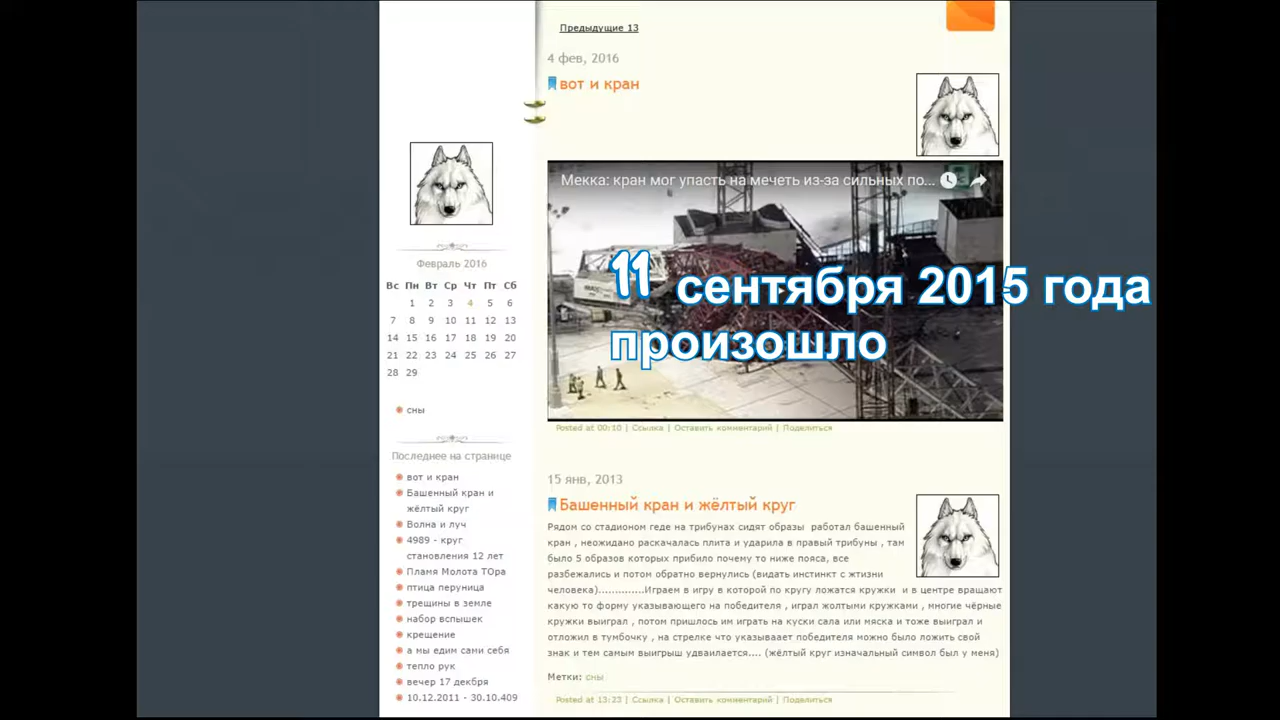 Предыдущие 13
4 фев, 2016
вот и кран
Мекка: кран мог упасть на мечеть из-за сильных по...
11 сентября 2015 года
произошло
Posted at 00:10 | Ссылка | Оставить комментарий | Поделиться
Февраль 2016
Вс Пн Вт Ср Чт Пт Сб
1 2 3 4 5 6
7 8 9 10 11 12 13
14 15 16 17 18 19 20
21 22 23 24 25 26 27
28 29
сны
Последнее на странице
вот и кран
Башенный кран и
жёлтый круг
Волна и луч
4989 - круг
становления 12 лет
Пламя Молота ТОра
птица перуница
трещины в земле
набор вспышек
крещение
а мы едим сами себя
тепло рук
вечер 17 декбря
10.12.2011 - 30.10.409
15 янв, 2013
Башенный кран и жёлтый круг
Рядом со стадионом геде на трибунах сидят образы работал башенный
кран , неожидано раскачалась плита и ударила в правый трибуны , там
было 5 образов которых прибило почему то ниже пояса, все
разбежались и потом обратно вернулись (видать инстинкт с жтизни
человека)..............Играем в игру в которой по кругу ложатся кружки и в центре вращают
какую то форму указывающего на победителя , играл жолтыми кружками , многие чёрные
кружки выиграл , потом пришлось им играть на куски сала или мяска и тоже выиграл и
отложил в тумбочку , на стрелке что указываает победителя можно было ложить свой
знак и тем самым выигрыш удваилается.... (жёлтый круг изначальный символ был у меня)
Метки: сны
Posted at 13:23 | Ссылка | Оставить комментарий | Поделиться